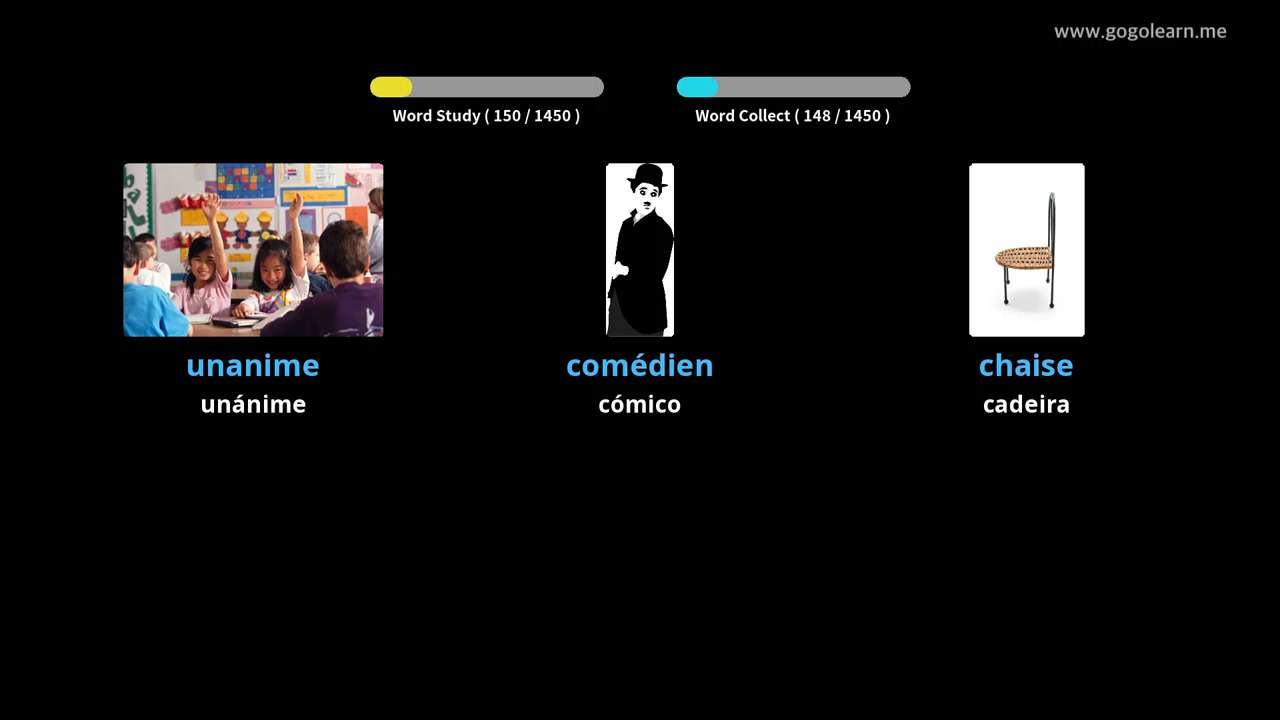 www.gogolearn.me
Word Study ( 150 / 1450 )
Word Collect ( 148 / 1450 )
unanime
comédien
chaise
unánime
cómico
cadeira